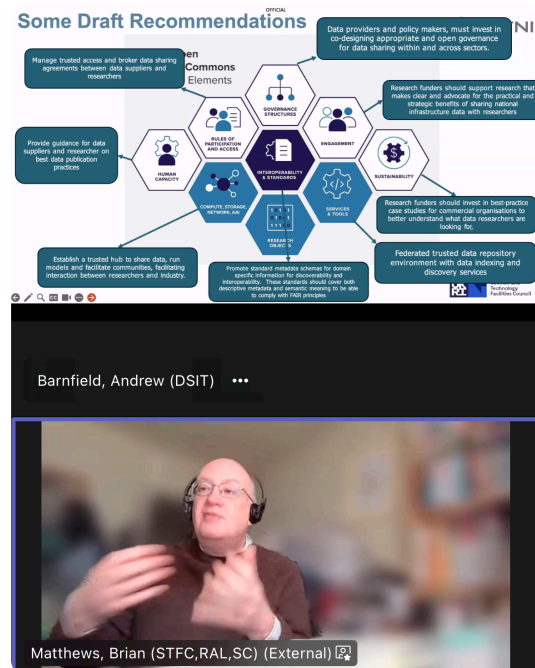 OFFICIAL
Some Draft Recommendations
Data providers and policy makers, must invest in
co-designing appropriate and open governance
for data sharing within and across sectors.
Manage trusted access and broker data sharing
agreements between data suppliers and
researchers
Commons
Elements
GOVERNANCE
STRUCTURES
Research funders should support research that
makes clear and advocate for the practical and
strategic benefits of sharing national
infrastructure data with researchers
RULES OF
PARTICIPATION
AND ACCESS
ENGAGEMENT
Provide guidance for data
suppliers and researcher on
best data publication
practices
HUMAN
CAPACITY
INTEROPERABILITY
& STANDARDS
SUSTAINABILITY
COMPUTE, STORAGE,
NETWORK, AAI
SERVICES
& TOOLS
Research funders should invest in best-practice
case studies for commercial organisations to
better understand what data researchers are
looking for,
RESEARCH
OBJECTS
Establish a trusted hub to share data, run
models and facilitate communities, facilitating
interaction between researchers and industry.
Promote standard metadata schemas for domain
specific information for discoverability and
interoperability. These standards should cover both
descriptive metadata and semantic meaning to be able
to comply with FAIR principles
Federated trusted data repository
environment with data indexing and
discovery services
Technology
Facilities Council
Barnfield, Andrew (DSIT)
Matthews, Brian (STFC,RAL,SC) (External)